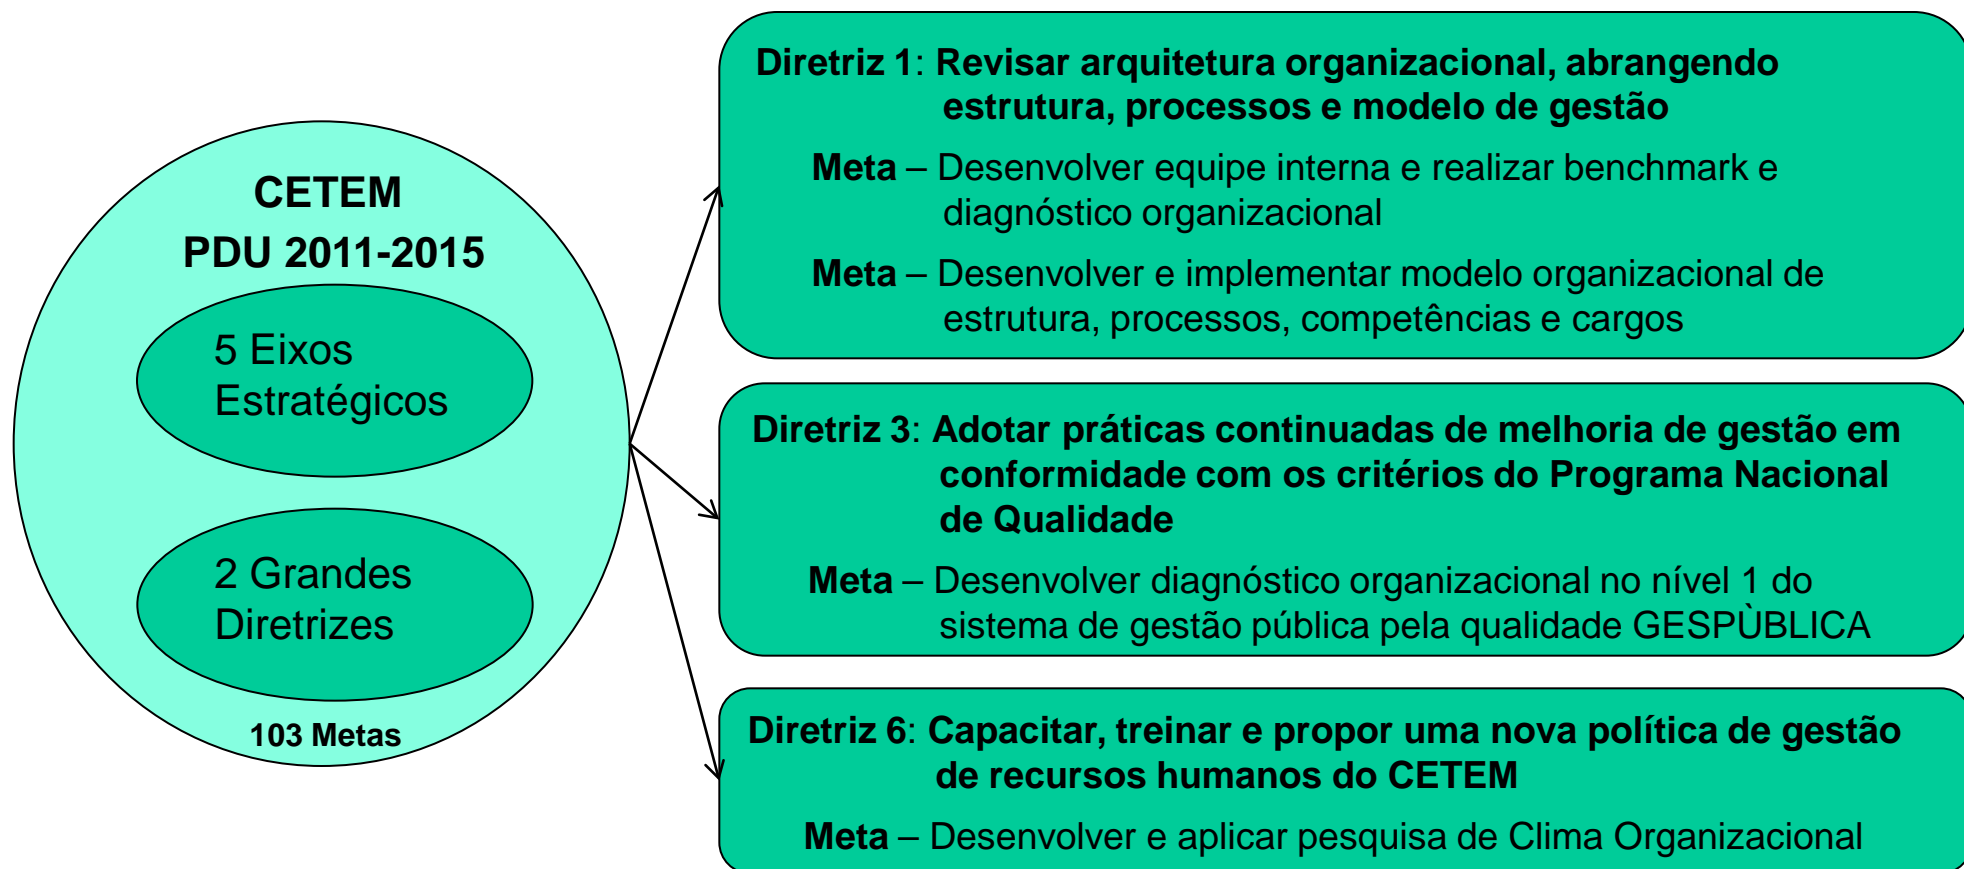 CETEM
PDU 2011-2015
5 Eixos
Estratégicos
2 Grandes
Diretrizes
103 Metas
Diretriz 1: Revisar arquitetura organizacional, abrangendo
estrutura, processos e modelo de gestão
Meta – Desenvolver equipe interna e realizar benchmark e
diagnóstico organizacional
Meta – Desenvolver e implementar modelo organizacional de
estrutura, processos, competências e cargos
Diretriz 3: Adotar práticas continuadas de melhoria de gestão em
conformidade com os critérios do Programa Nacional
de Qualidade
Meta – Desenvolver diagnóstico organizacional no nível 1 do
sistema de gestão pública pela qualidade GESPÙBLICA
Diretriz 6: Capacitar, treinar e propor uma nova política de gestão
de recursos humanos do CETEM
Meta – Desenvolver e aplicar pesquisa de Clima Organizacional